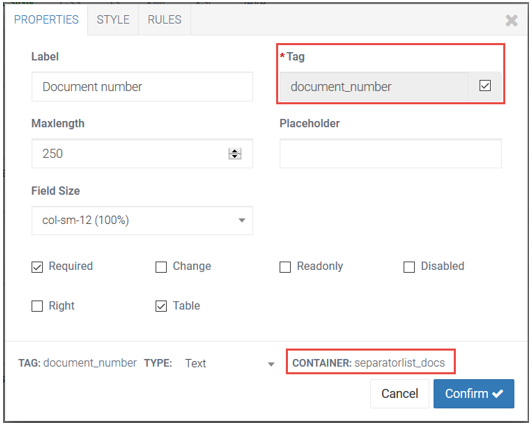 PROPERTIES STYLE RULES
Label * Tag
Document number document_number
Maxlength Placeholder
250
Field Size
col-sm-12 (100%)
Required Change Readonly Disabled
Right Table
TAG: document_number TYPE: Text CONTAINER: separatorlist_docs
Cancel Confirm